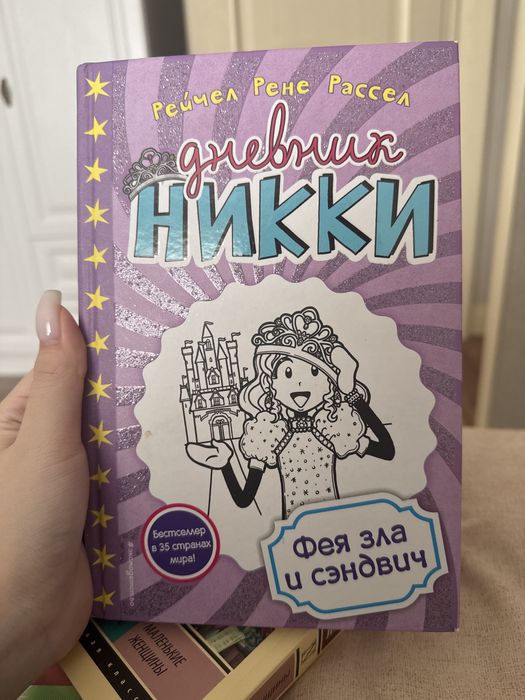 Рейчел Рене Рассел
дневник
НИККИ
Бестселлер
в 35 странах
мира!
Фея зла
и сэндвич
МАЛЕНЬКИЕ
ЖЕНЩИНЫ